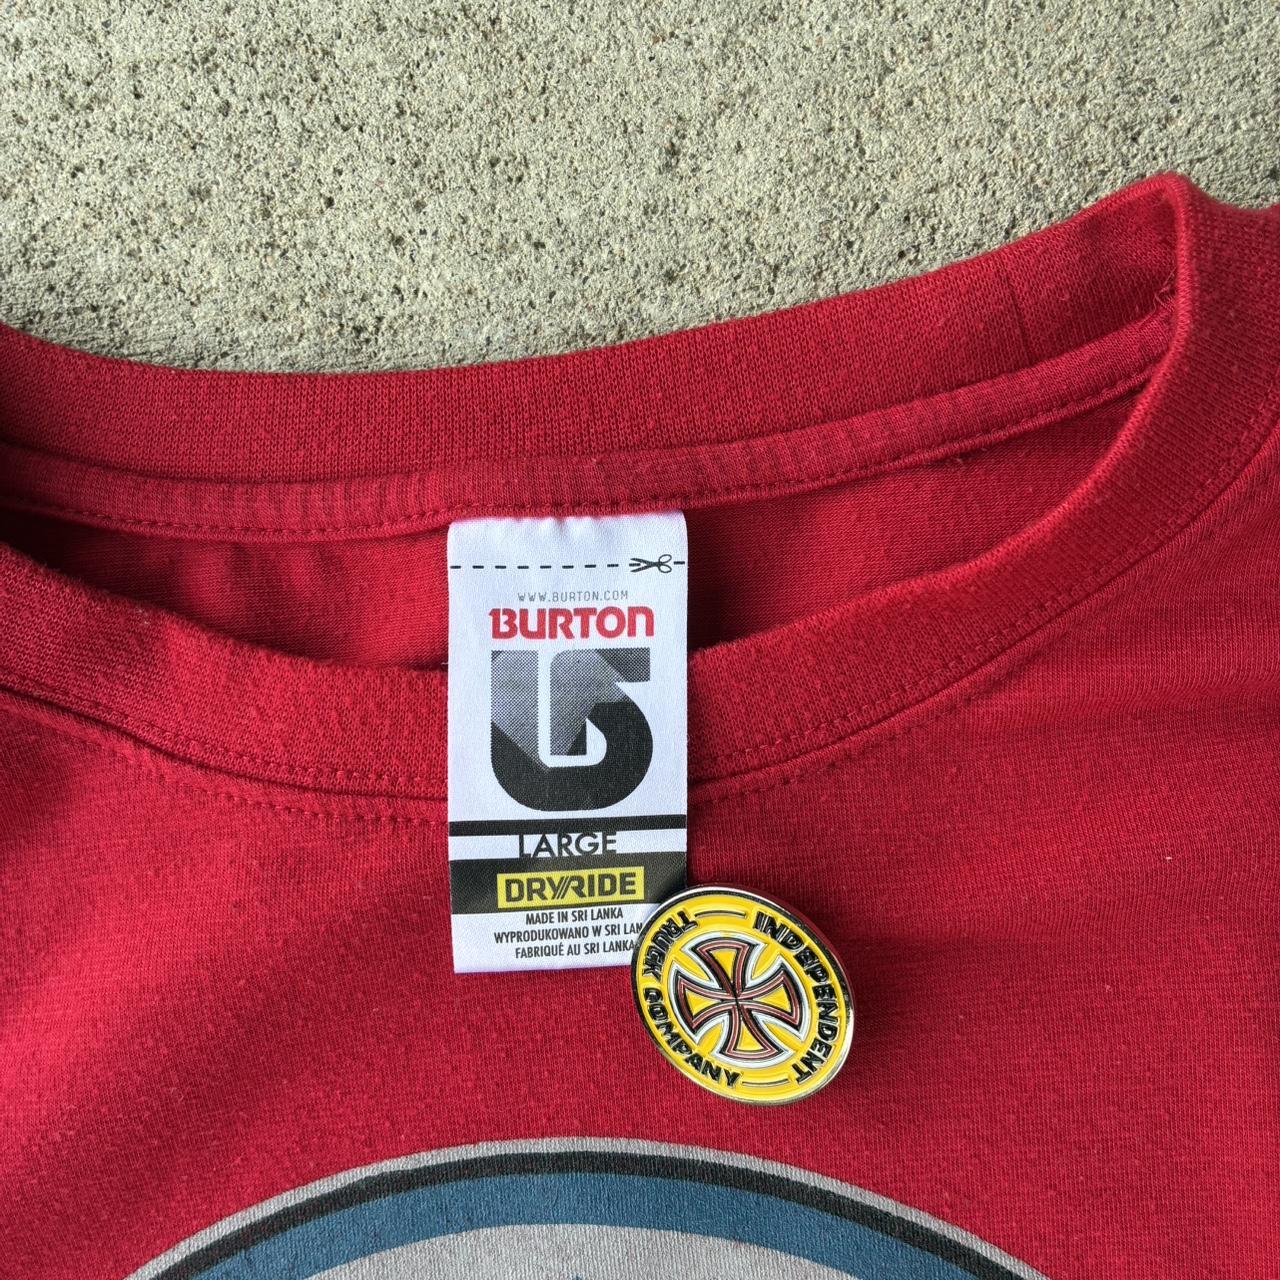 WWW.BURTON.COM
BURTON
LARGE
DRYRIDE
MADE IN SRI LANKA
WYPRODUKOWANO W SRI LAN
FABRIQUÉ AU SRI LANKA
INDEPENDENT
TRUCK COMPANY